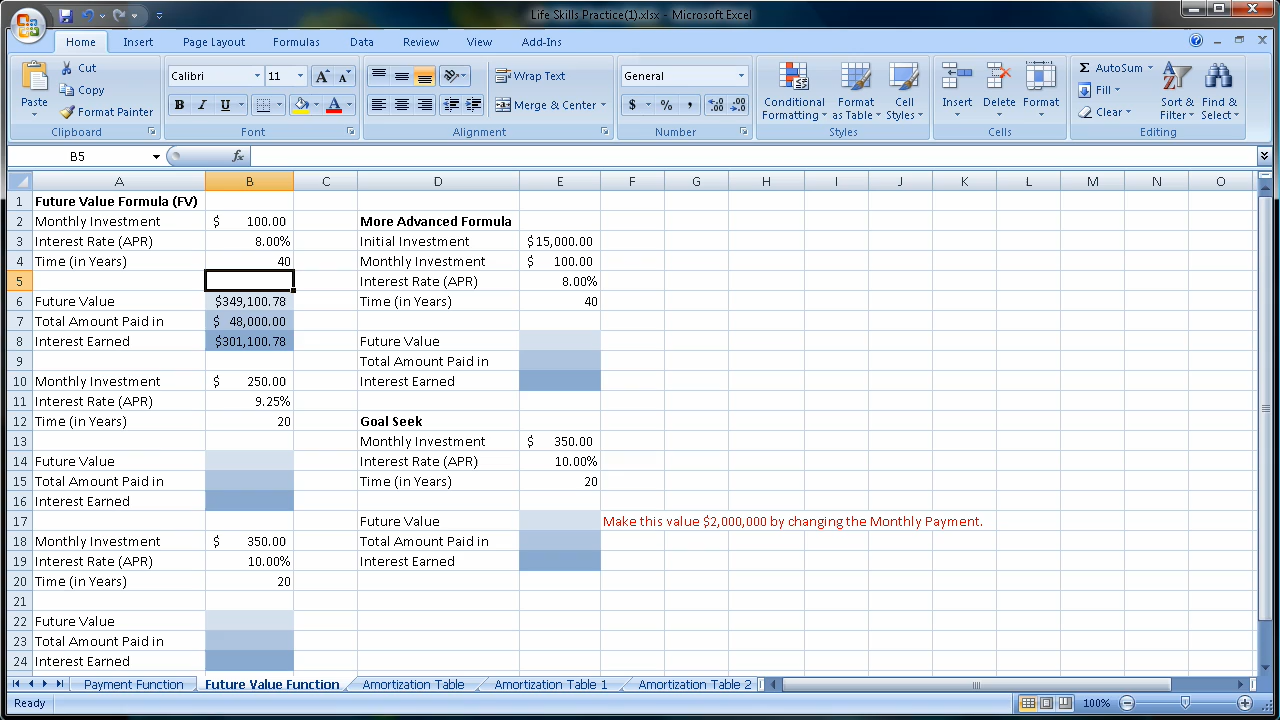 Life Skills Practice(1).xlsx - Microsoft Excel
Home Insert Page Layout Formulas Data Review View Add-Ins
Paste Cut Copy Format Painter Clipboard
Calibri 11 A A B I U A Font
Wrap Text Merge & Center Alignment
General $ % , Number
Conditional Formatting Format as Table Cell Styles Styles
Insert Delete Format Cells
Σ AutoSum Fill Clear Sort & Filter Find & Select Editing
B5 fx
A B C D E F G H I J K L M N O
1 Future Value Formula (FV)
2 Monthly Investment $ 100.00 More Advanced Formula
3 Interest Rate (APR) 8.00% Initial Investment $15,000.00
4 Time (in Years) 40 Monthly Investment $ 100.00
5 Interest Rate (APR) 8.00%
6 Future Value $349,100.78 Time (in Years) 40
7 Total Amount Paid in $ 48,000.00
8 Interest Earned $301,100.78 Future Value
9 Total Amount Paid in
10 Monthly Investment $ 250.00 Interest Earned
11 Interest Rate (APR) 9.25%
12 Time (in Years) 20 Goal Seek
13 Monthly Investment $ 350.00
14 Future Value Interest Rate (APR) 10.00%
15 Total Amount Paid in Time (in Years) 20
16 Interest Earned
17 Future Value Make this value $2,000,000 by changing the Monthly Payment.
18 Monthly Investment $ 350.00 Total Amount Paid in
19 Interest Rate (APR) 10.00% Interest Earned
20 Time (in Years) 20
21
22 Future Value
23 Total Amount Paid in
24 Interest Earned
Payment Function Future Value Function Amortization Table Amortization Table 1 Amortization Table 2
Ready 100%